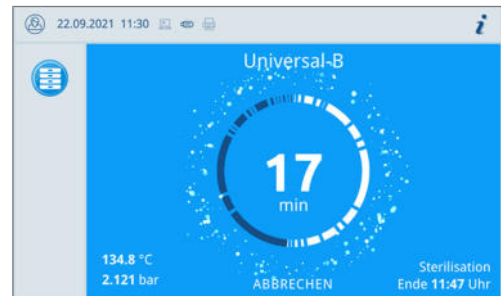 22.09.2021 11:30
i
Universal-B
17
min
134.8 °C
2.121 bar
ABBRECHEN
Sterilisation
Ende 11:47 Uhr